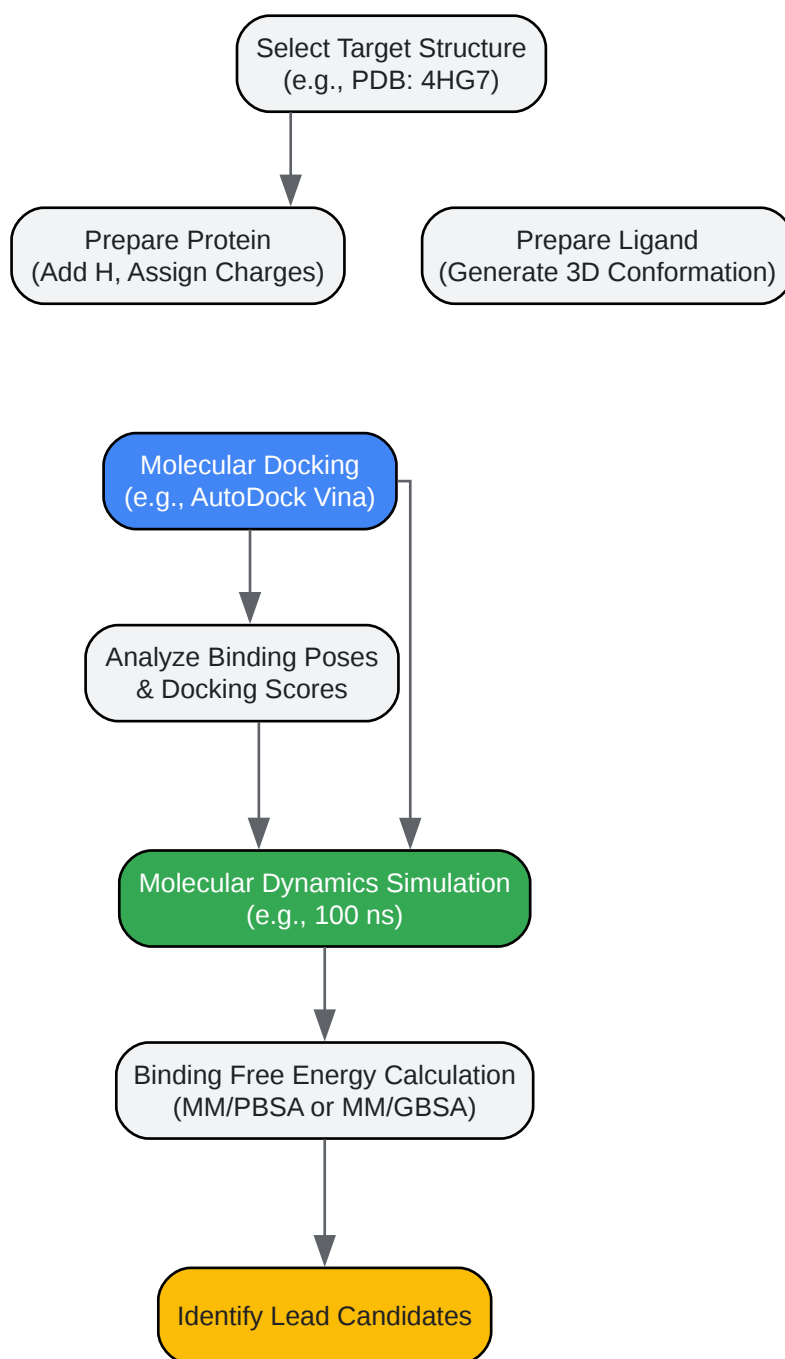 Select Target Structure
(e.g., PDB: 4HG7)
Prepare Protein
(Add H, Assign Charges)
Prepare Ligand
(Generate 3D Conformation)
Molecular Docking
(e.g., AutoDock Vina)
Analyze Binding Poses
& Docking Scores
Molecular Dynamics Simulation
(e.g., 100 ns)
Binding Free Energy Calculation
(MM/PBSA or MM/GBSA)
Identify Lead Candidates